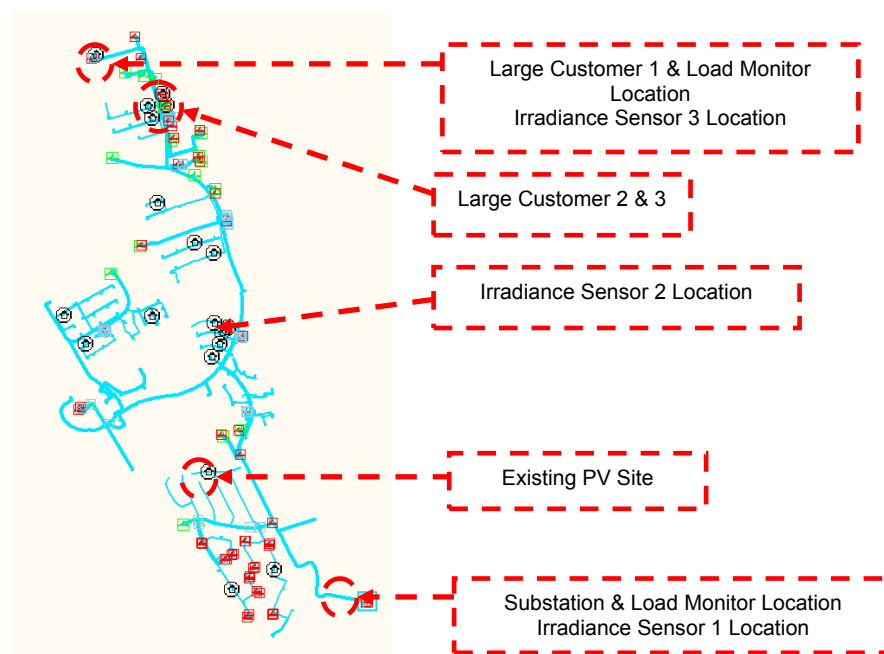 Large Customer 1 & Load Monitor
Location
Irradiance Sensor 3 Location
Large Customer 2 & 3
Irradiance Sensor 2 Location
Existing PV Site
Substation & Load Monitor Location
Irradiance Sensor 1 Location